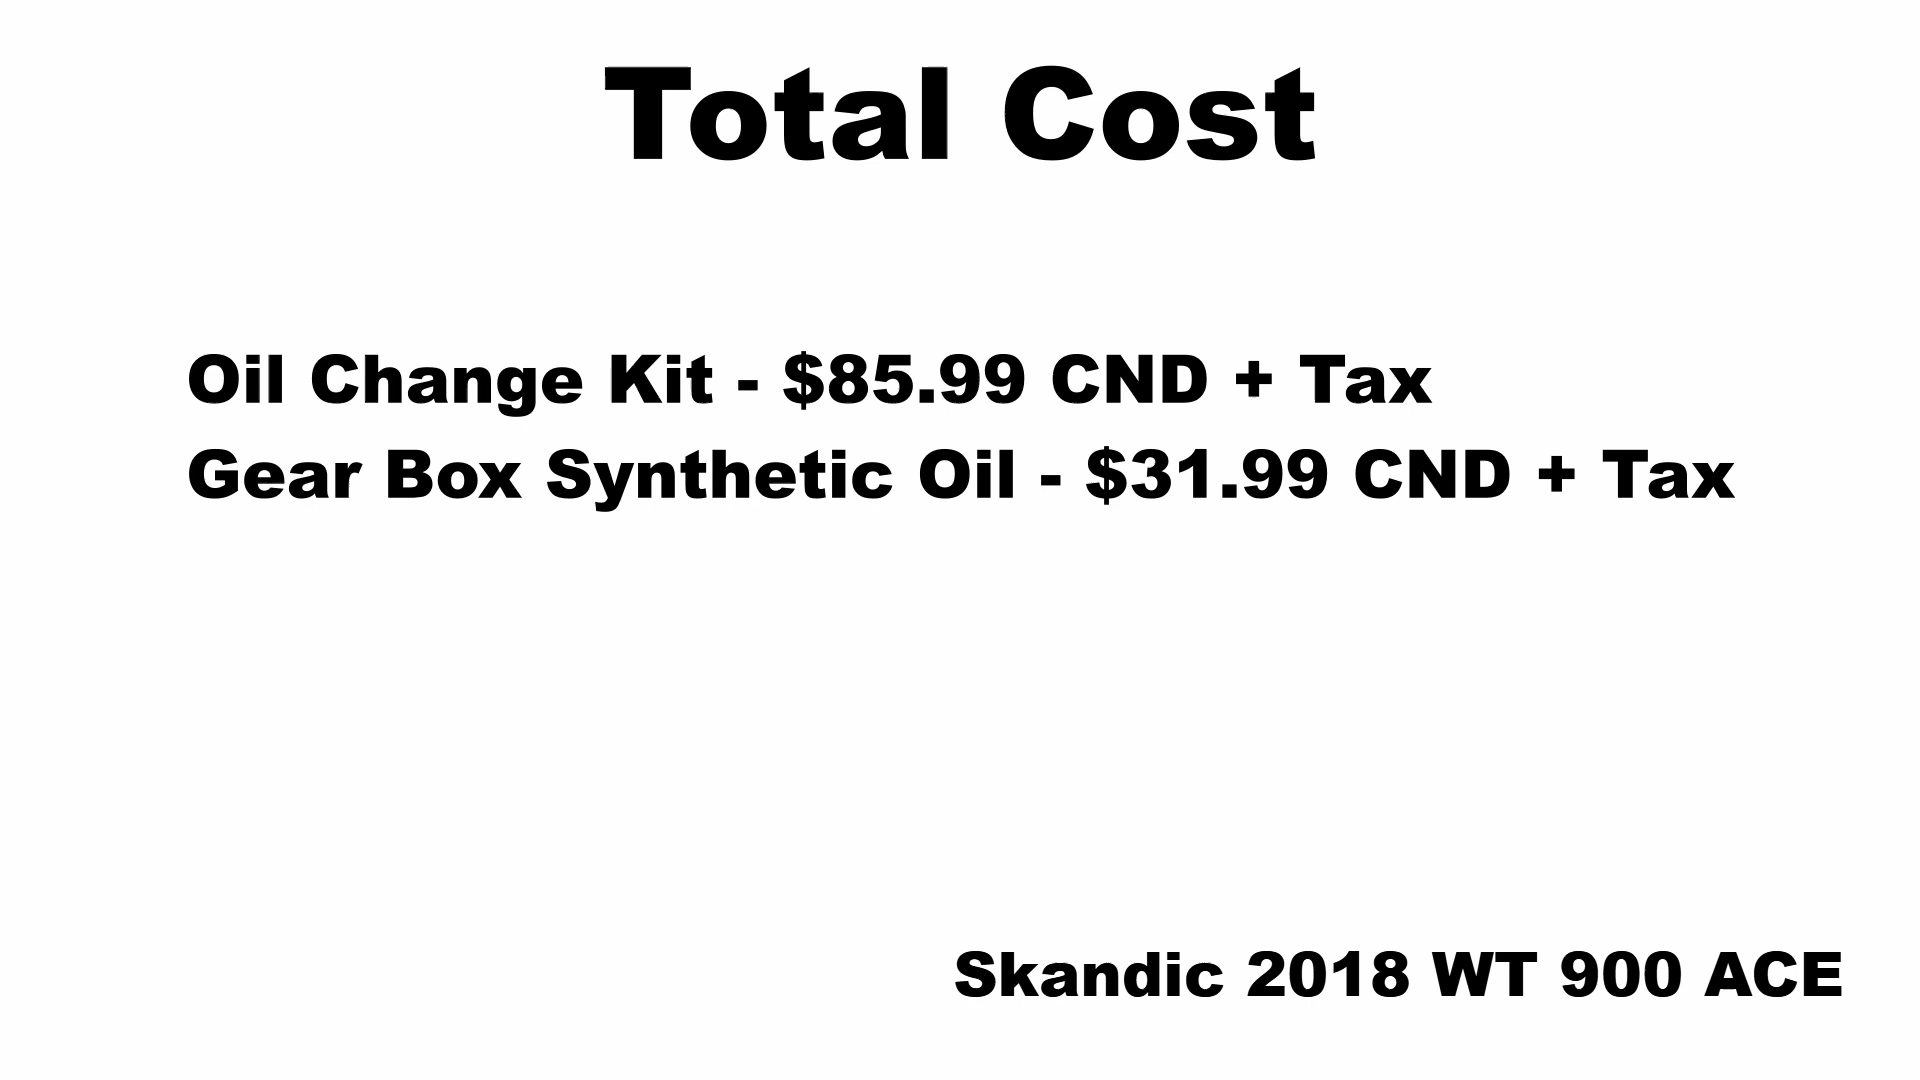 Total Cost
Oil Change Kit - $85.99 CND + Tax
Gear Box Synthetic Oil - $31.99 CND + Tax
Skandic 2018 WT 900 ACE